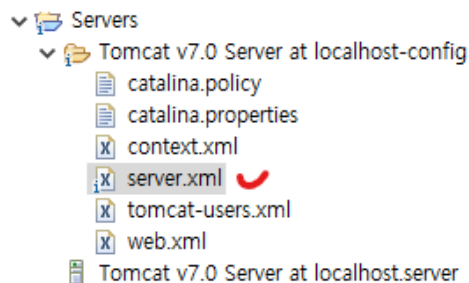 Servers
Tomcat v7.0 Server at localhost-config
catalina.policy
catalina.properties
context.xml
server.xml
tomcat-users.xml
web.xml
Tomcat v7.0 Server at localhost.server